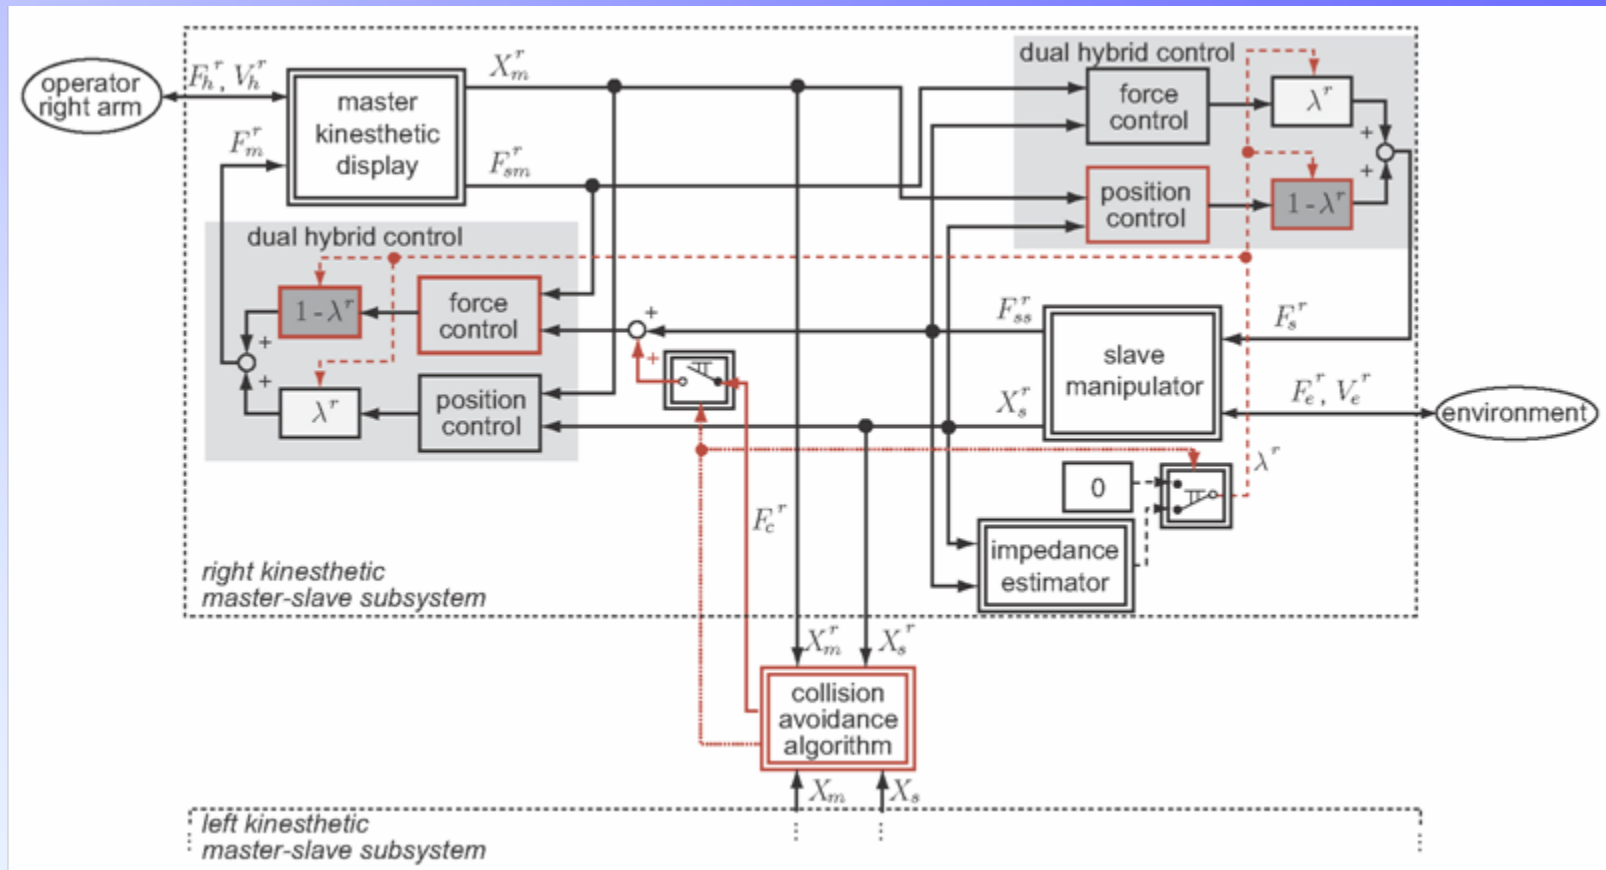 dual hybrid control
operator
right arm
F_h^r, V_h^r
X_m^r
master
kinesthetic
display
F_m^r
F_sm^r
force
control
λ^r
+
+
position
control
1 - λ^r
dual hybrid control
1 - λ^r
force
control
+
+
λ^r
position
control
+
+
F_ss^r
X_s^r
slave
manipulator
F_s^r
F_e^r, V_e^r
environment
0
λ^r
impedance
estimator
F_c^r
right kinesthetic
master-slave subsystem
X_m^r
X_s^r
collision
avoidance
algorithm
X_m
X_s
left kinesthetic
master-slave subsystem